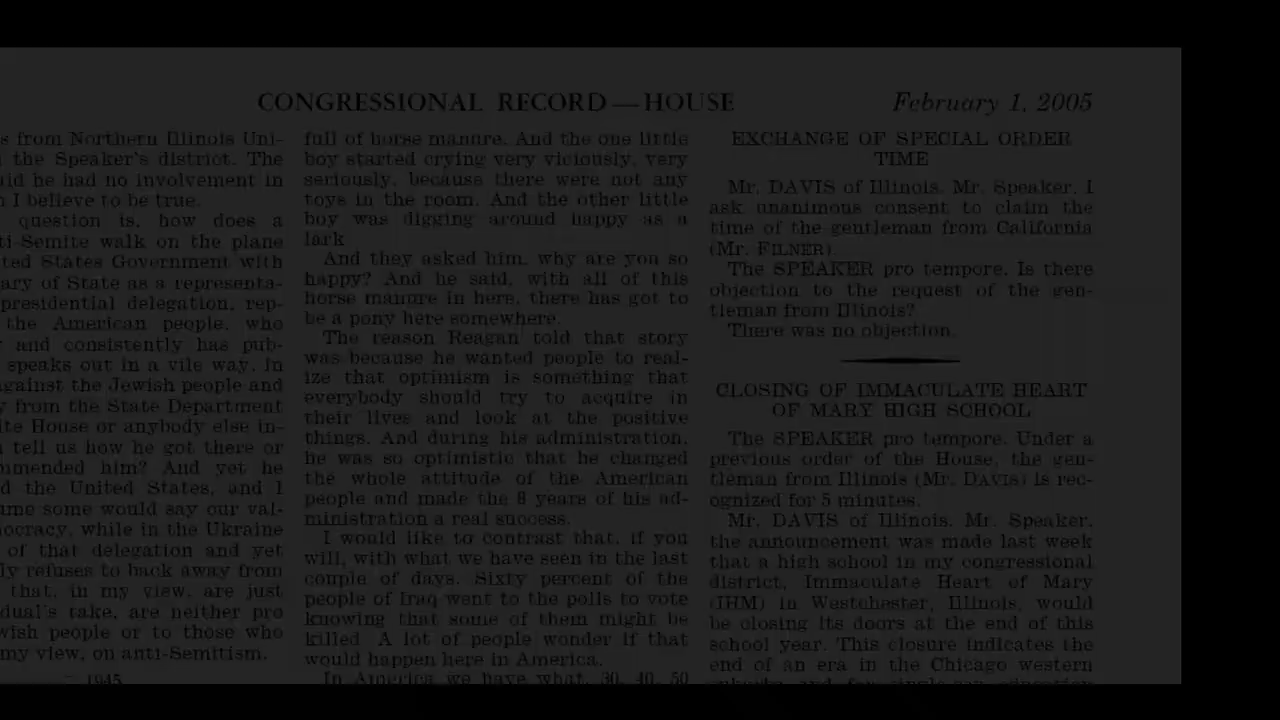 CONGRESSIONAL RECORD — HOUSE
February 1, 2005
s from Northern Illinois Uni-
the Speaker's district. The
aid he had no involvement in
I believe to be true.
question is, how does a
ti-Semite walk on the plane
ted States Government with
ary of State as a representa-
presidential delegation, rep-
the American people, who
and consistently has pub-
speaks out in a vile way. In
against the Jewish people and
from the State Department
ite House or anybody else in-
tell us how he got there or
mmended him? And yet he
d the United States, and I
ume some would say our val-
ocracy, while in the Ukraine
of that delegation and yet
ly refuses to back away from
that, in my view, are just
dual's take, are neither pro
wish people or to those who
my view, on anti-Semitism.
1945
full of horse manure. And the one little
boy started crying very viciously, very
seriously, because there were not any
toys in the room. And the other little
boy was digging around happy as a
lark.
And they asked him, why are you so
happy? And he said, with all of this
horse manure in here, there has got to
be a pony here somewhere.
The reason Reagan told that story
was because he wanted people to real-
ize that optimism is something that
everybody should try to acquire in
their lives and look at the positive
things. And during his administration,
he was so optimistic that he changed
the whole attitude of the American
people and made the 8 years of his ad-
ministration a real success.
I would like to contrast that, if you
will, with what we have seen in the last
couple of days. Sixty percent of the
people of Iraq went to the polls to vote
knowing that some of them might be
killed. A lot of people wonder if that
would happen here in America.
In America we have what, 30, 40, 50
EXCHANGE OF SPECIAL ORDER
TIME
Mr. DAVIS of Illinois. Mr. Speaker, I
ask unanimous consent to claim the
time of the gentleman from California
(Mr. FILNER).
The SPEAKER pro tempore. Is there
objection to the request of the gen-
tleman from Illinois?
There was no objection.
CLOSING OF IMMACULATE HEART
OF MARY HIGH SCHOOL
The SPEAKER pro tempore. Under a
previous order of the House, the gen-
tleman from Illinois (Mr. DAVIS) is rec-
ognized for 5 minutes.
Mr. DAVIS of Illinois. Mr. Speaker,
the announcement was made last week
that a high school in my congressional
district, Immaculate Heart of Mary
(IHM) in Westchester, Illinois, would
be closing its doors at the end of this
school year. This closure indicates the
end of an era in the Chicago western
suburbs and for single-sex education